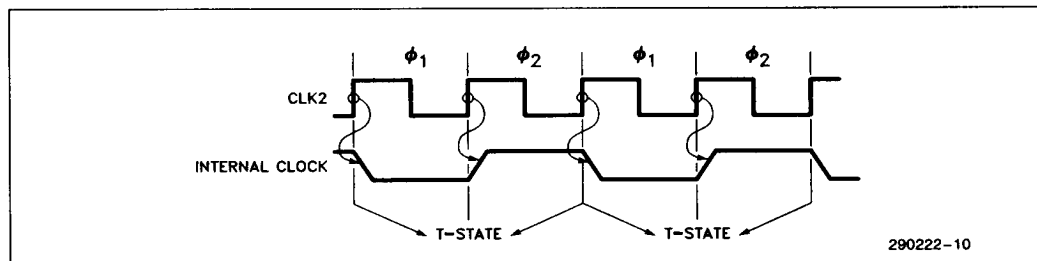 ϕ1 ϕ2 ϕ1 ϕ2
CLK2
INTERNAL CLOCK
T-STATE T-STATE
290222-10